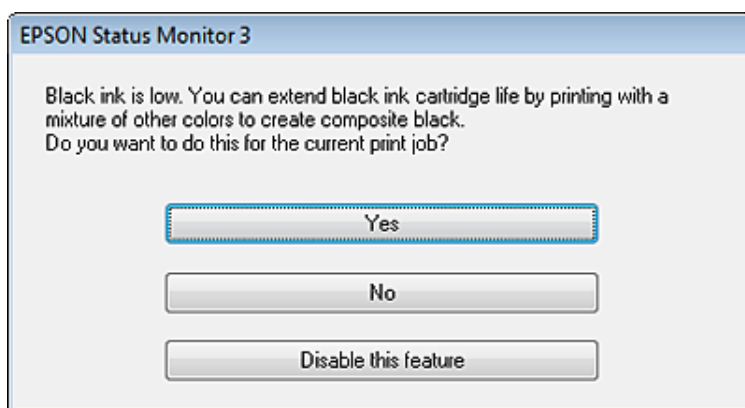 EPSON Status Monitor 3
Black ink is low. You can extend black ink cartridge life by printing with a
mixture of other colors to create composite black.
Do you want to do this for the current print job?
Yes
No
Disable this feature